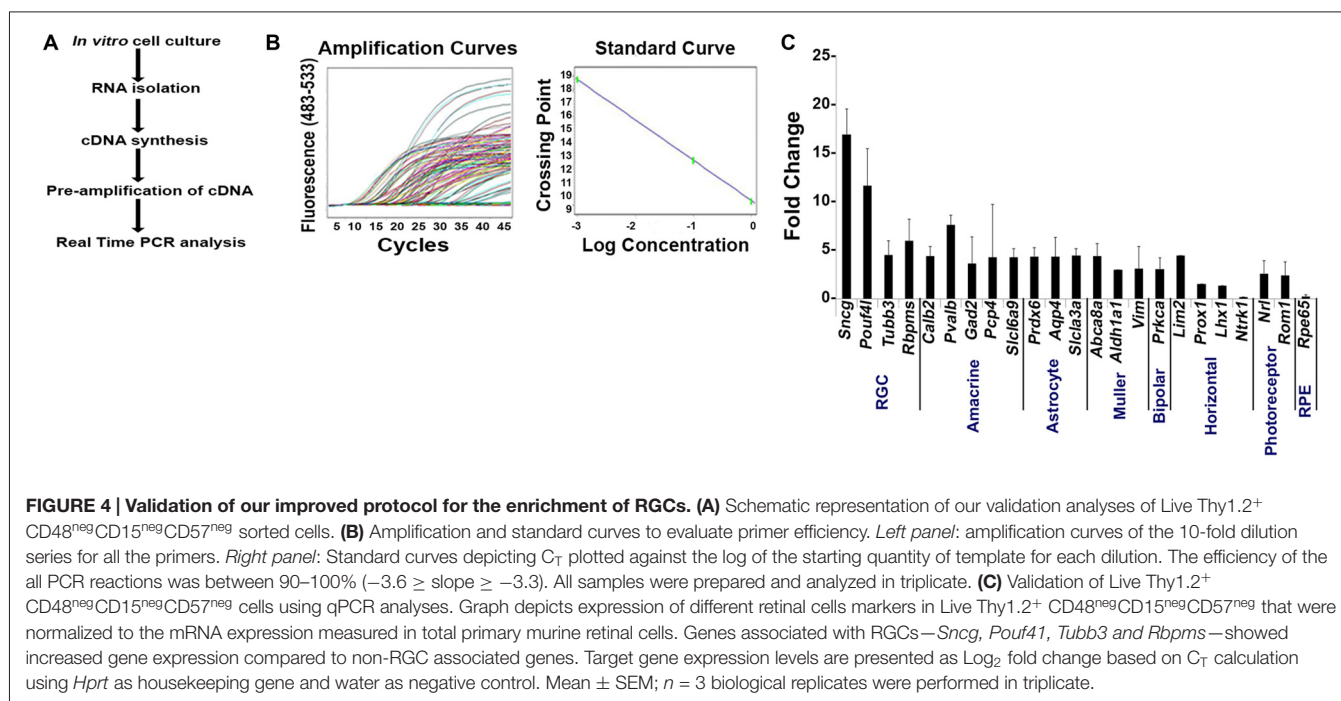 A
In vitro cell culture
RNA isolation
cDNA synthesis
Pre-amplification of cDNA
Real Time PCR analysis
B
Amplification Curves
Fluorescence (483-533)
5 10 15 20 25 30 35 40 45
Cycles
Standard Curve
Crossing Point
19
18
17
16
15
14
13
12
11
10
9
-3 -2 -1 0
Log Concentration
C
Fold Change
25
20
15
10
5
0
Sncg
Pouf4I
Tubb3
Rbpms
Calb2
Pvalb
Gad2
Pcp4
Slcl6a9
Prdx6
Aqp4
Slcla3a
Abca8a
Aldh1a1
Vim
Prkca
Lim2
Prox1
Lhx1
Ntrk1
Nrl
Rom1
Rpe65
RGC
Amacrine
Astrocyte
Muller
Bipolar
Horizontal
Photoreceptor
RPE
FIGURE 4 | Validation of our improved protocol for the enrichment of RGCs. (A) Schematic representation of our validation analyses of Live Thy1.2⁺
CD48ⁿᵉᵍCD15ⁿᵉᵍCD57ⁿᵉᵍ sorted cells. (B) Amplification and standard curves to evaluate primer efficiency. Left panel: amplification curves of the 10-fold dilution
series for all the primers. Right panel: Standard curves depicting C_T plotted against the log of the starting quantity of template for each dilution. The efficiency of the
all PCR reactions was between 90–100% (−3.6 ≥ slope ≥ −3.3). All samples were prepared and analyzed in triplicate. (C) Validation of Live Thy1.2⁺
CD48ⁿᵉᵍCD15ⁿᵉᵍCD57ⁿᵉᵍ cells using qPCR analyses. Graph depicts expression of different retinal cells markers in Live Thy1.2⁺ CD48ⁿᵉᵍCD15ⁿᵉᵍCD57ⁿᵉᵍ that were
normalized to the mRNA expression measured in total primary murine retinal cells. Genes associated with RGCs—Sncg, Pouf41, Tubb3 and Rbpms—showed
increased gene expression compared to non-RGC associated genes. Target gene expression levels are presented as Log₂ fold change based on C_T calculation
using Hprt as housekeeping gene and water as negative control. Mean ± SEM; n = 3 biological replicates were performed in triplicate.